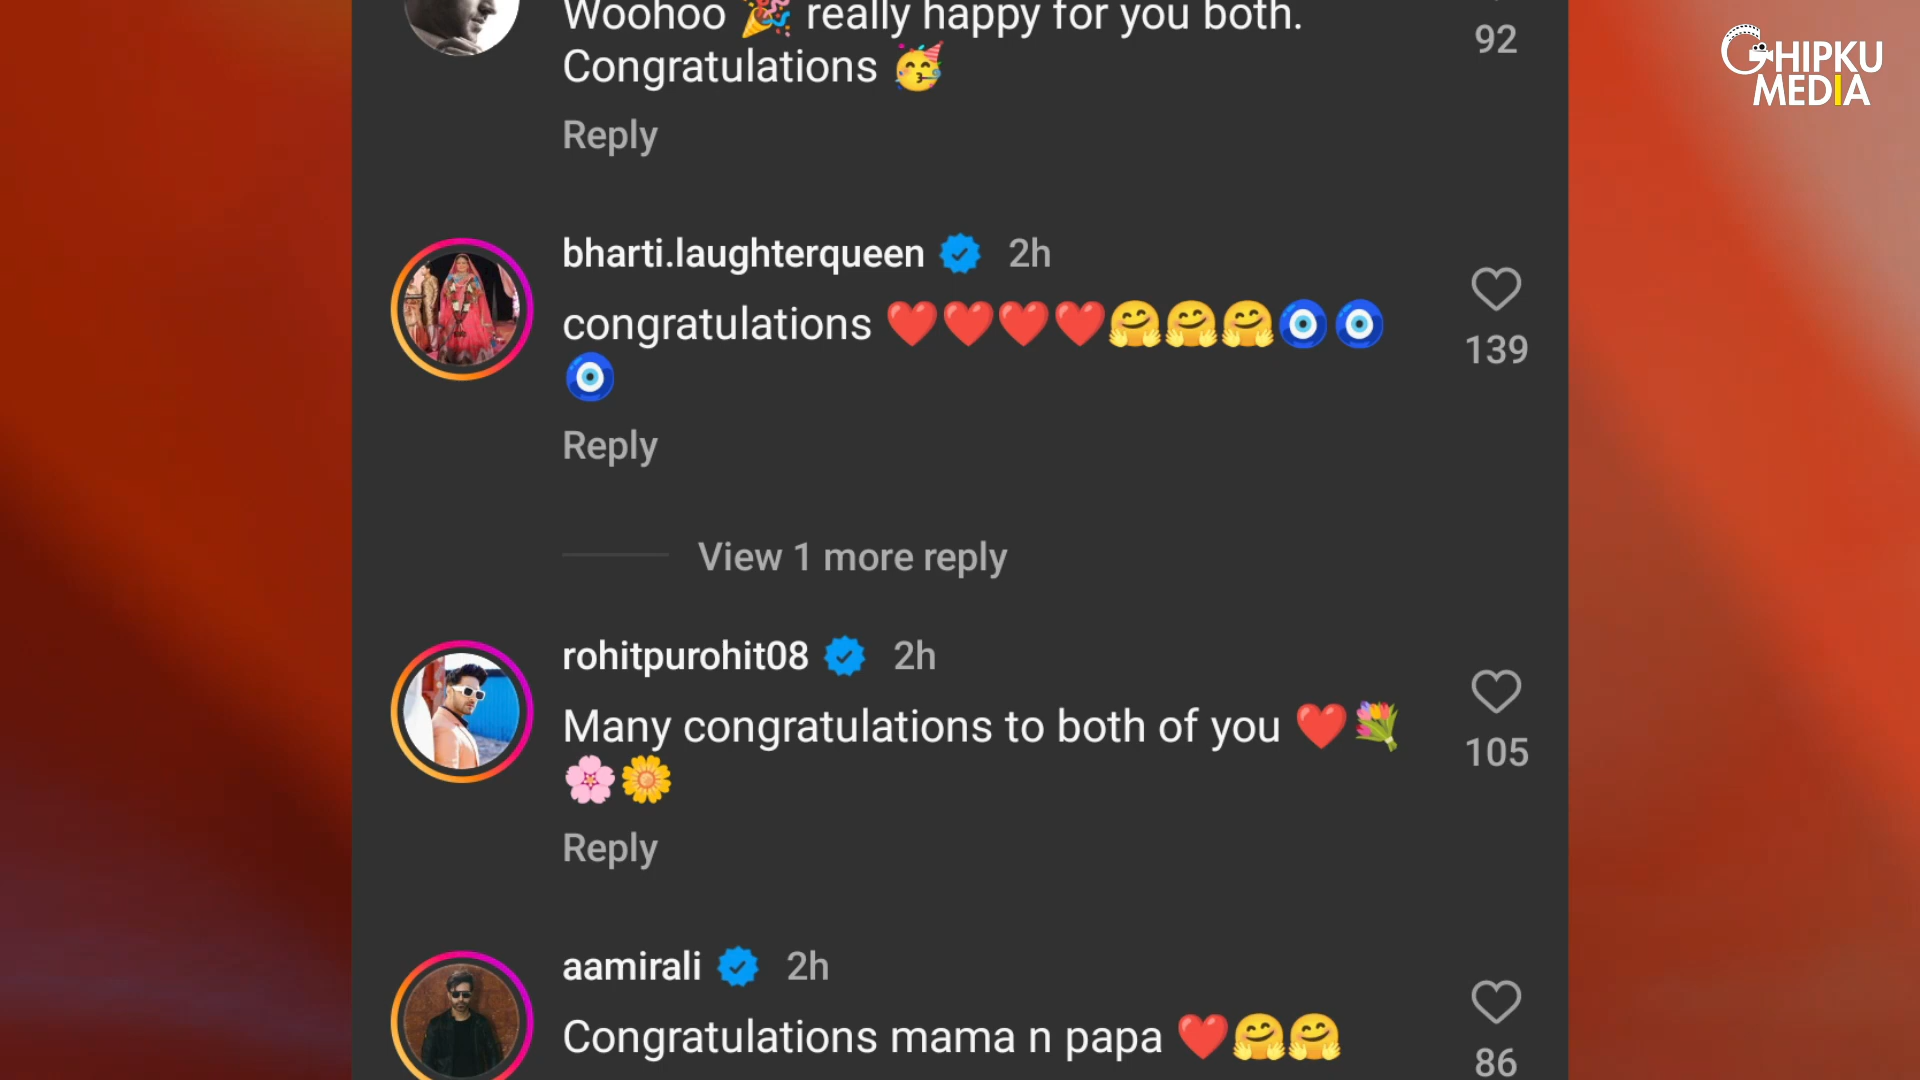 Woohoo 🎉 really happy for you both.
92
Congratulations 🥳
Reply
GHIPKU
MEDIA
bharti.laughterqueen 2h
congratulations ❤️❤️❤️❤️🤗🤗🤗🧿🧿
🧿
139
Reply
View 1 more reply
rohitpurohit08 2h
Many congratulations to both of you ❤️💐
🌸🌼
105
Reply
aamirali 2h
Congratulations mama n papa ❤️🤗🤗
86